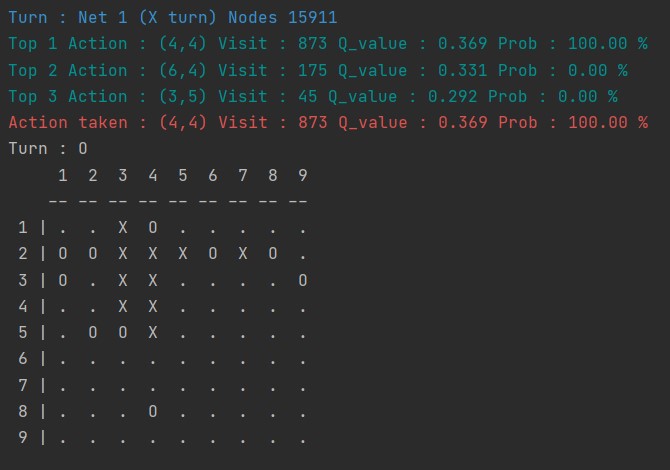 Turn : Net 1 (X turn) Nodes 15911
Top 1 Action : (4,4) Visit : 873 Q_value : 0.369 Prob : 100.00 %
Top 2 Action : (6,4) Visit : 175 Q_value : 0.331 Prob : 0.00 %
Top 3 Action : (3,5) Visit : 45 Q_value : 0.292 Prob : 0.00 %
Action taken : (4,4) Visit : 873 Q_value : 0.369 Prob : 100.00 %
Turn : O
     1  2  3  4  5  6  7  8  9
    -- -- -- -- -- -- -- -- --
 1 | .  .  X  O  .  .  .  .  .
 2 | O  O  X  X  X  O  X  O  .
 3 | O  .  X  X  .  .  .  .  O
 4 | .  .  X  X  .  .  .  .  .
 5 | .  O  O  X  .  .  .  .  .
 6 | .  .  .  .  .  .  .  .  .
 7 | .  .  .  .  .  .  .  .  .
 8 | .  .  .  O  .  .  .  .  .
 9 | .  .  .  .  .  .  .  .  .